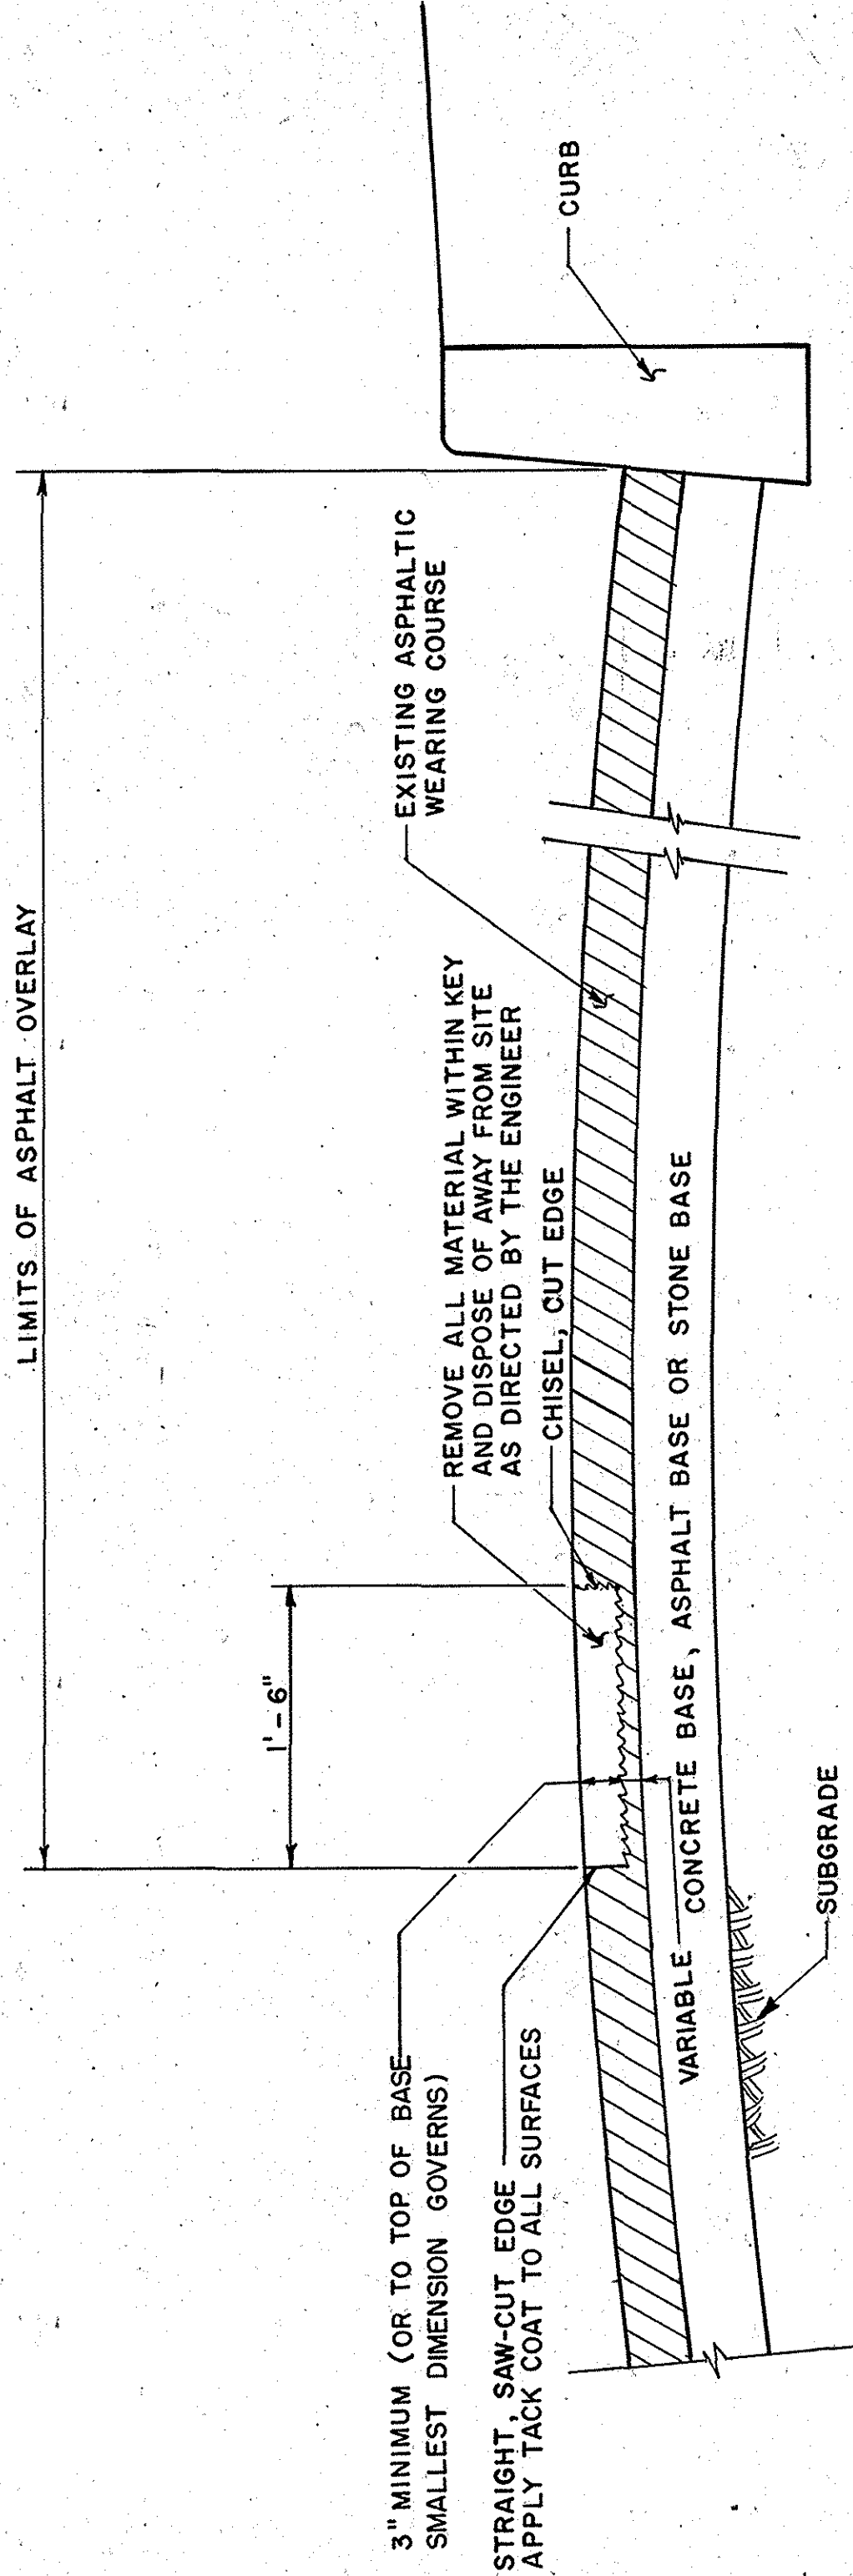 LIMITS OF ASPHALT OVERLAY
1'-6"
3" MINIMUM (OR TO TOP OF BASE
SMALLEST DIMENSION GOVERNS)
STRAIGHT, SAW-CUT EDGE
APPLY TACK COAT TO ALL SURFACES
REMOVE ALL MATERIAL WITHIN KEY
AND DISPOSE OF AWAY FROM SITE
AS DIRECTED BY THE ENGINEER
CHISEL, CUT EDGE
EXISTING ASPHALTIC
WEARING COURSE
CURB
VARIABLE
CONCRETE BASE, ASPHALT BASE OR STONE BASE
SUBGRADE